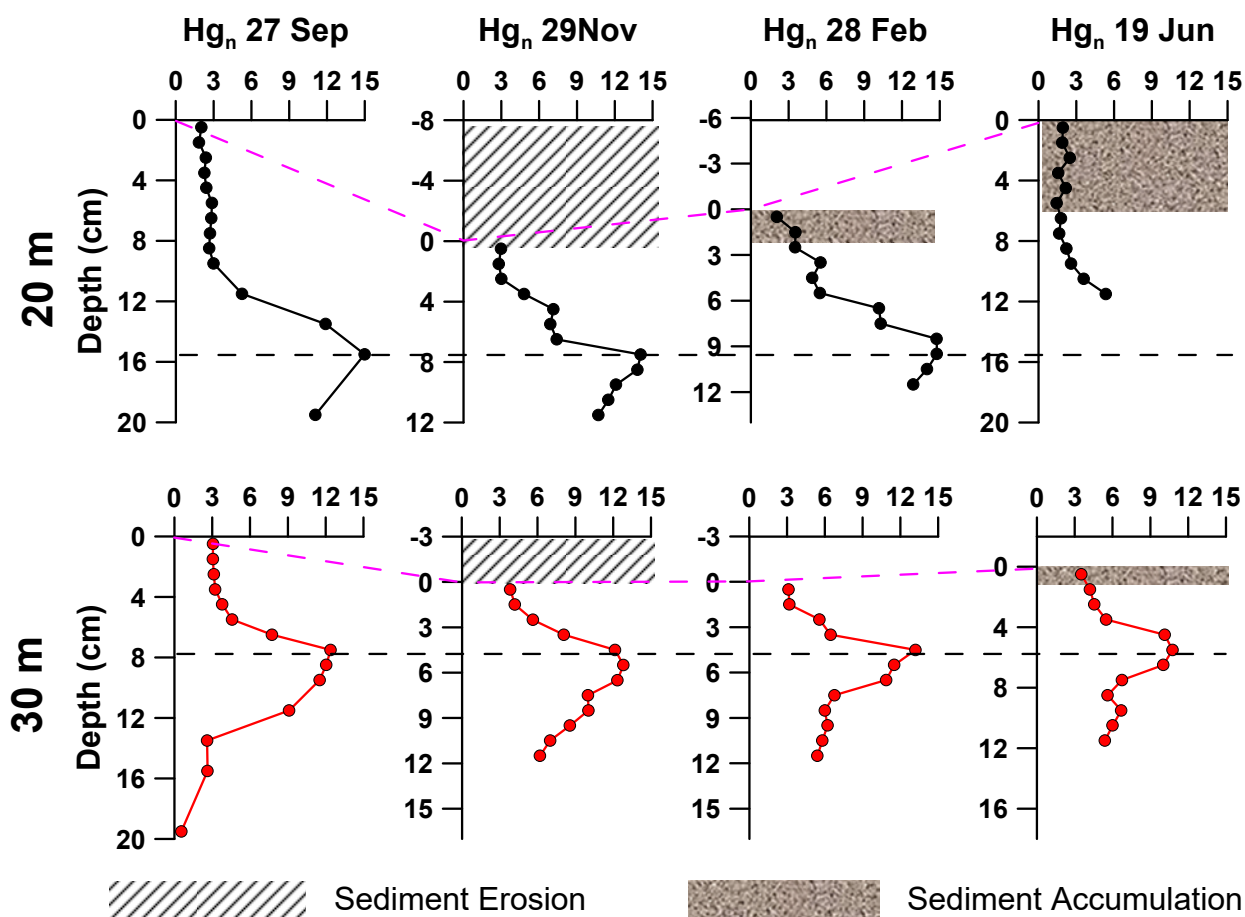 Hgn 27 Sep Hgn 29Nov Hgn 28 Feb Hgn 19 Jun
0 3 6 9 12 15 0 3 6 9 12 15 0 3 6 9 12 15 0 3 6 9 12 15
20 m
Depth (cm)
0 4 8 12 16 20
-8 -4 0 4 8 12
-6 -3 0 3 6 9 12
0 4 8 12 16 20
0 3 6 9 12 15 0 3 6 9 12 15 0 3 6 9 12 15 0 3 6 9 12 15
30 m
Depth (cm)
0 4 8 12 16 20
-3 0 3 6 9 12 15
-3 0 3 6 9 12 15
0 4 8 12 16
Sediment Erosion Sediment Accumulation